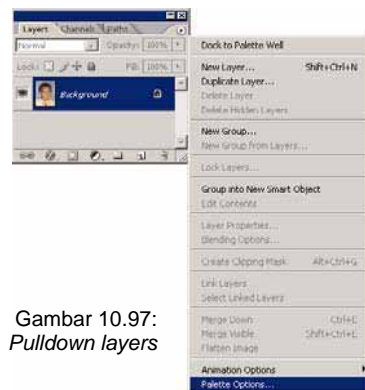 Layers Channels Paths
Normal Opacity: 100%
Lock: Fill: 100%
Background
Dock to Palette Well
New Layer... Shift+Ctrl+N
Duplicate Layer...
Delete Layer
Delete Hidden Layers
New Group...
New Group from Layers...
Lock Layers...
Group into New Smart Object
Edit Contents
Layer Properties...
Blending Options...
Create Clipping Mask Alt+Ctrl+G
Link Layers
Select Linked Layers
Merge Down Ctrl+E
Merge Visible Shift+Ctrl+E
Flatten Image
Animation Options
Palette Options...
Gambar 10.97:
Pulldown layers